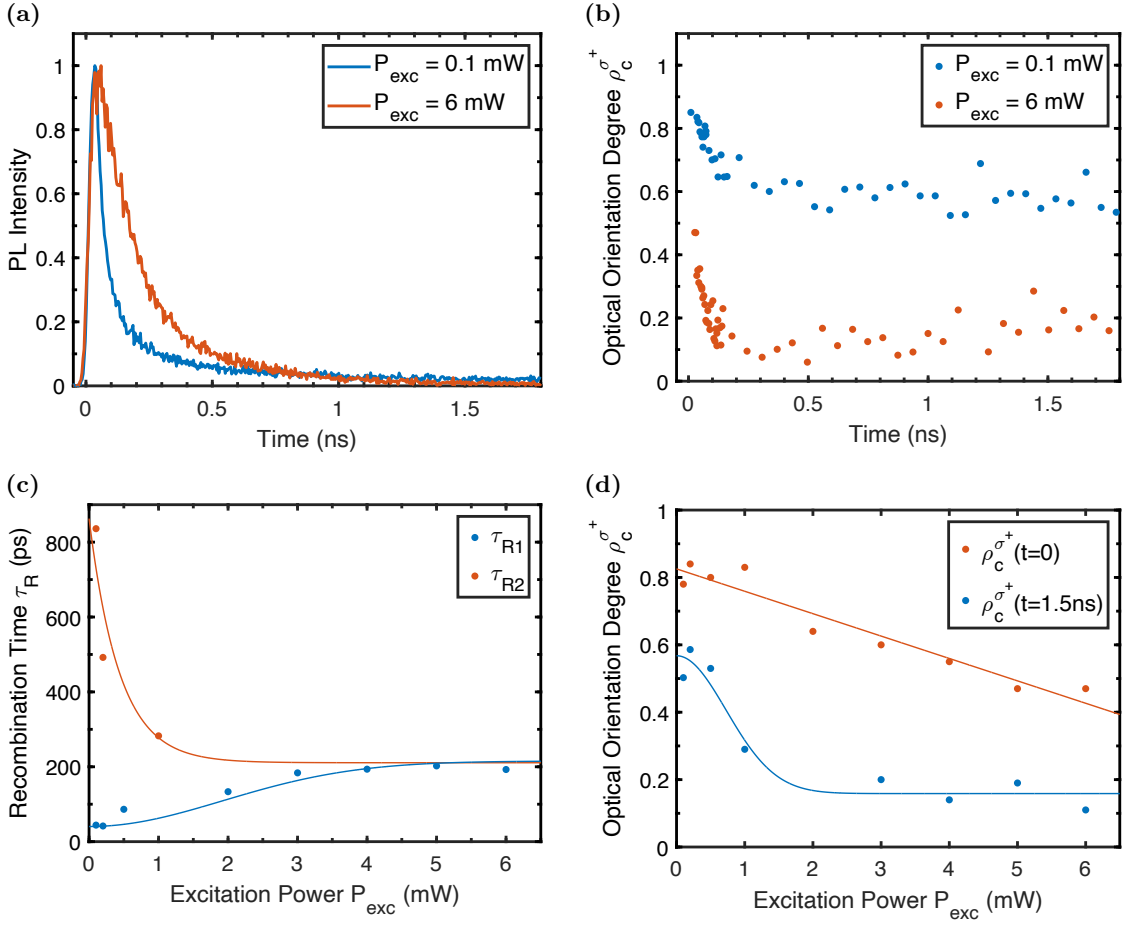 (a)
P_exc = 0.1 mW
P_exc = 6 mW
PL Intensity
1
0.8
0.6
0.4
0.2
0
0
0.5
1
1.5
Time (ns)
(b)
P_exc = 0.1 mW
P_exc = 6 mW
Optical Orientation Degree ρ_c^σ+
1
0.8
0.6
0.4
0.2
0
0
0.5
1
1.5
Time (ns)
(c)
τ_R1
τ_R2
Recombination Time τ_R (ps)
800
600
400
200
0
0
1
2
3
4
5
6
Excitation Power P_exc (mW)
(d)
ρ_c^σ+(t=0)
ρ_c^σ+(t=1.5ns)
Optical Orientation Degree ρ_c^σ+
1
0.8
0.6
0.4
0.2
0
0
1
2
3
4
5
6
Excitation Power P_exc (mW)